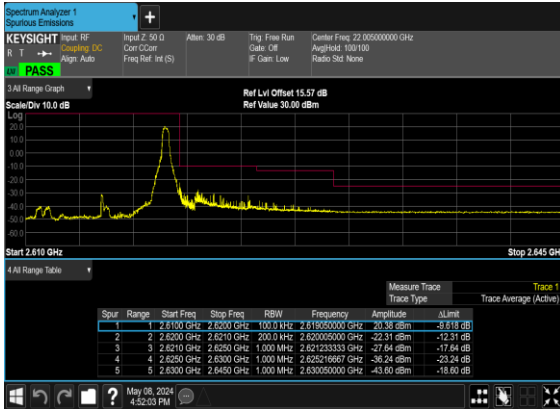 Spectrum Analyzer 1
Spurious Emissions
+
KEYSIGHT Input: RF Input Z: 50 Ω Atten: 30 dB Trig: Free Run Center Freq: 22.005000000 GHz
R T Coupling: DC Corr CCorr Gate: Off Avg|Hold: 100/100
Align: Auto Freq Ref: Int (S) IF Gain: Low Radio Std: None
PASS
3 All Range Graph
Ref Lvl Offset 15.57 dB
Scale/Div 10.0 dB Ref Value 30.00 dBm
Log
20.0
10.0
0.00
-10.0
-20.0
-30.0
-40.0
-50.0
-60.0
Start 2.610 GHz Stop 2.645 GH
4 All Range Table
Measure Trace Trace 1
Trace Type Trace Average (Active)
Spur Range Start Freq Stop Freq RBW Frequency Amplitude ΔLimit
1 1 2.6100 GHz 2.6200 GHz 100.0 kHz 2.619050000 GHz 20.38 dBm -9.618 dB
2 2 2.6200 GHz 2.6210 GHz 200.0 kHz 2.620005000 GHz -22.31 dBm -12.31 dB
3 3 2.6210 GHz 2.6250 GHz 1.000 MHz 2.621233333 GHz -27.64 dBm -17.64 dB
4 4 2.6250 GHz 2.6300 GHz 1.000 MHz 2.625216667 GHz -36.24 dBm -23.24 dB
5 5 2.6300 GHz 2.6450 GHz 1.000 MHz 2.630050000 GHz -43.60 dBm -18.60 dB
?
May 08, 2024
4:52:03 PM